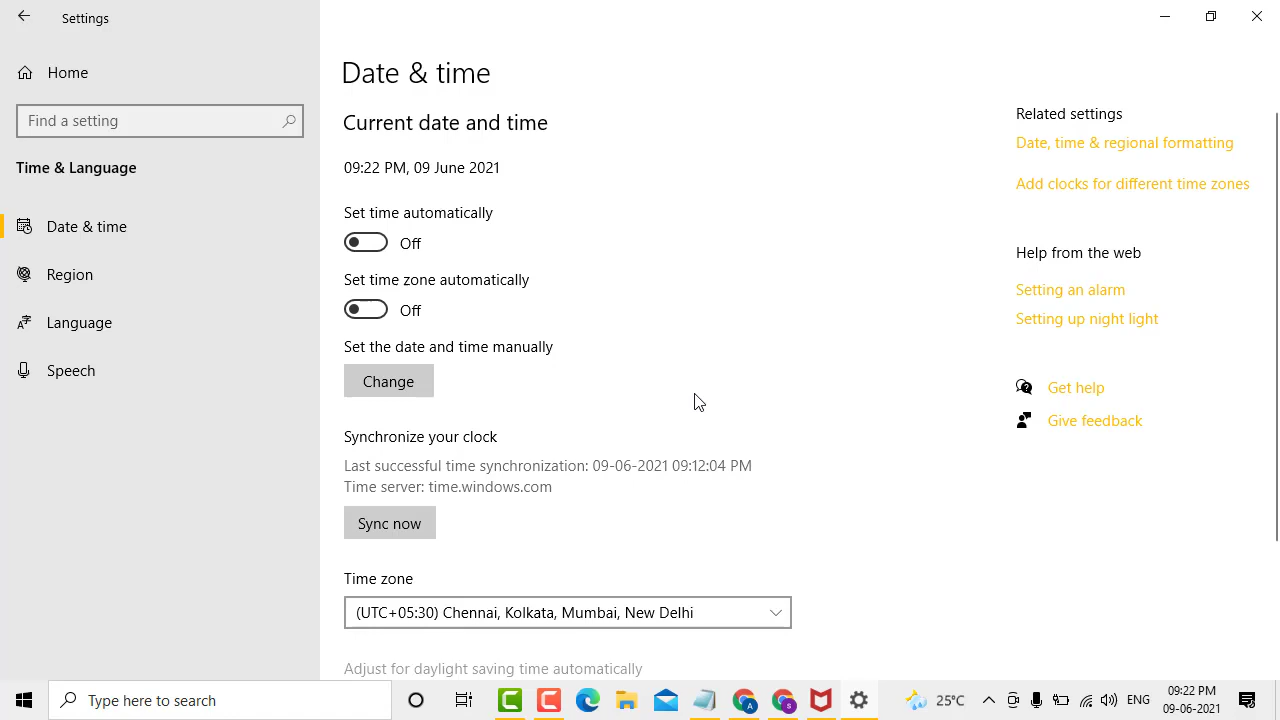 Settings
Home
Find a setting
Time & Language
Date & time
Region
Language
Speech
Date & time
Current date and time
09:22 PM, 09 June 2021
Set time automatically
Off
Set time zone automatically
Off
Set the date and time manually
Change
Synchronize your clock
Last successful time synchronization: 09-06-2021 09:12:04 PM
Time server: time.windows.com
Sync now
Time zone
(UTC+05:30) Chennai, Kolkata, Mumbai, New Delhi
Adjust for daylight saving time automatically
Related settings
Date, time & regional formatting
Add clocks for different time zones
Help from the web
Setting an alarm
Setting up night light
Get help
Give feedback
Type here to search
A
S
25°C
ENG
09:22 PM
09-06-2021